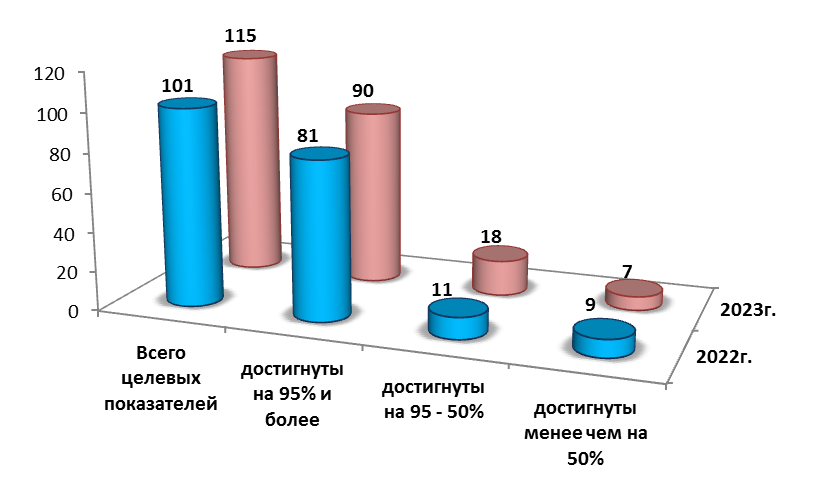 115
101
90
81
18
11
7
9
120
100
80
60
40
20
0
2023г.
2022г.
Всего
целевых
показателей
достигнуты
на 95% и
более
достигнуты
на 95 - 50%
достигнуты
менее чем на
50%